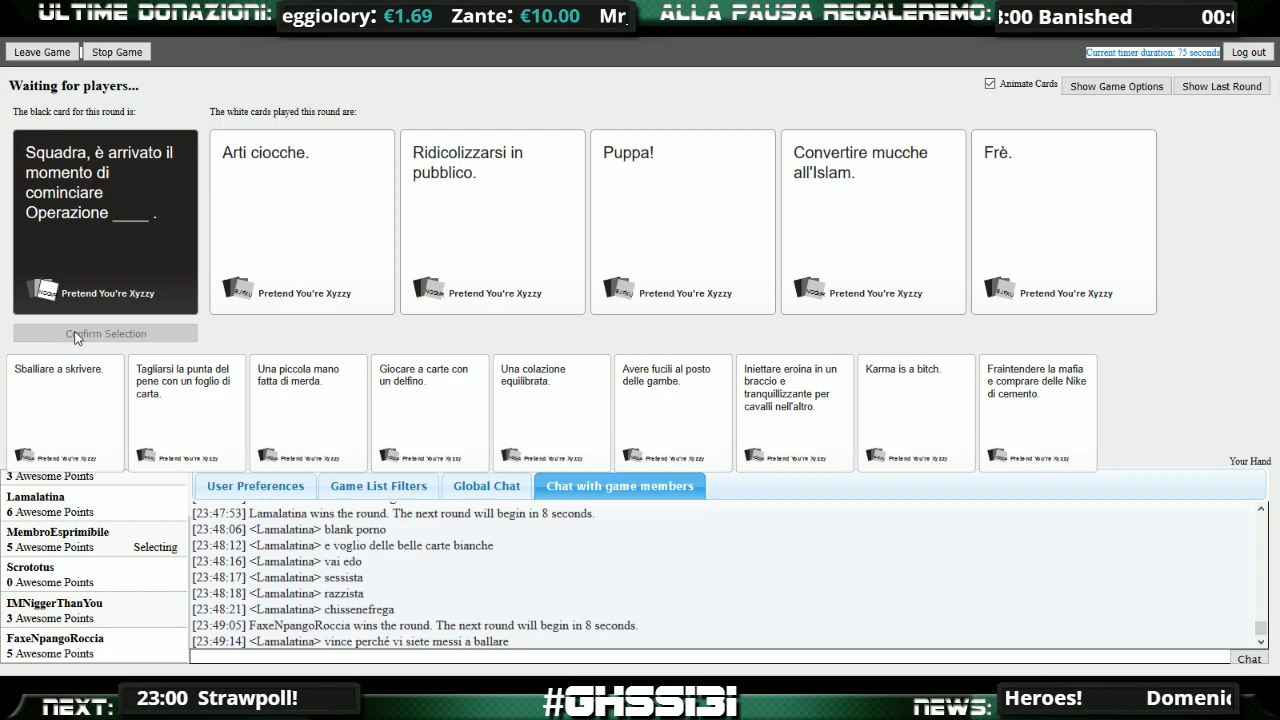 ULTIME DONAZIONI:
eggiolory: €1.69 Zante: €10.00 Mr
ALLA PAUSA REGALEREMO:
3:00 Banished 00:
Leave Game
Stop Game
Current timer duration: 75 seconds
Log out
Waiting for players...
Animate Cards
Show Game Options
Show Last Round
The black card for this round is:
The white cards played this round are:
Squadra, è arrivato il
momento di
cominciare
Operazione ____ .
Pretend You're Xyzzy
Arti ciocche.
Pretend You're Xyzzy
Ridicolizzarsi in
pubblico.
Pretend You're Xyzzy
Puppa!
Pretend You're Xyzzy
Convertire mucche
all'Islam.
Pretend You're Xyzzy
Frè.
Pretend You're Xyzzy
Confirm Selection
Sballiare a skrivere.
Pretend You're Xyzzy
Tagliarsi la punta del
pene con un foglio di
carta.
Pretend You're Xyzzy
Una piccola mano
fatta di merda.
Pretend You're Xyzzy
Giocare a carte con
un delfino.
Pretend You're Xyzzy
Una colazione
equilibrata.
Pretend You're Xyzzy
Avere fucili al posto
delle gambe.
Pretend You're Xyzzy
Iniettare eroina in un
braccio e
tranquillizzante per
cavalli nell'altro.
Pretend You're Xyzzy
Karma is a bitch.
Pretend You're Xyzzy
Fraintendere la mafia
e comprare delle Nike
di cemento.
Pretend You're Xyzzy
Your Hand
3 Awesome Points
Lamalatina
6 Awesome Points
MembroEsprimibile
5 Awesome Points Selecting
Scrototus
0 Awesome Points
IMNiggerThanYou
3 Awesome Points
FaxeNpangoRoccia
5 Awesome Points
User Preferences
Game List Filters
Global Chat
Chat with game members
[23:47:53] Lamalatina wins the round. The next round will begin in 8 seconds.
[23:48:06] <Lamalatina> blank porno
[23:48:12] <Lamalatina> e voglio delle belle carte bianche
[23:48:16] <Lamalatina> vai edo
[23:48:17] <Lamalatina> sessista
[23:48:18] <Lamalatina> razzista
[23:48:21] <Lamalatina> chissenefrega
[23:49:05] FaxeNpangoRoccia wins the round. The next round will begin in 8 seconds.
[23:49:14] <Lamalatina> vince perché vi siete messi a ballare
Chat
NEXT:
23:00 Strawpoll!
#GHSSI3I
NEWS:
Heroes! Domenic